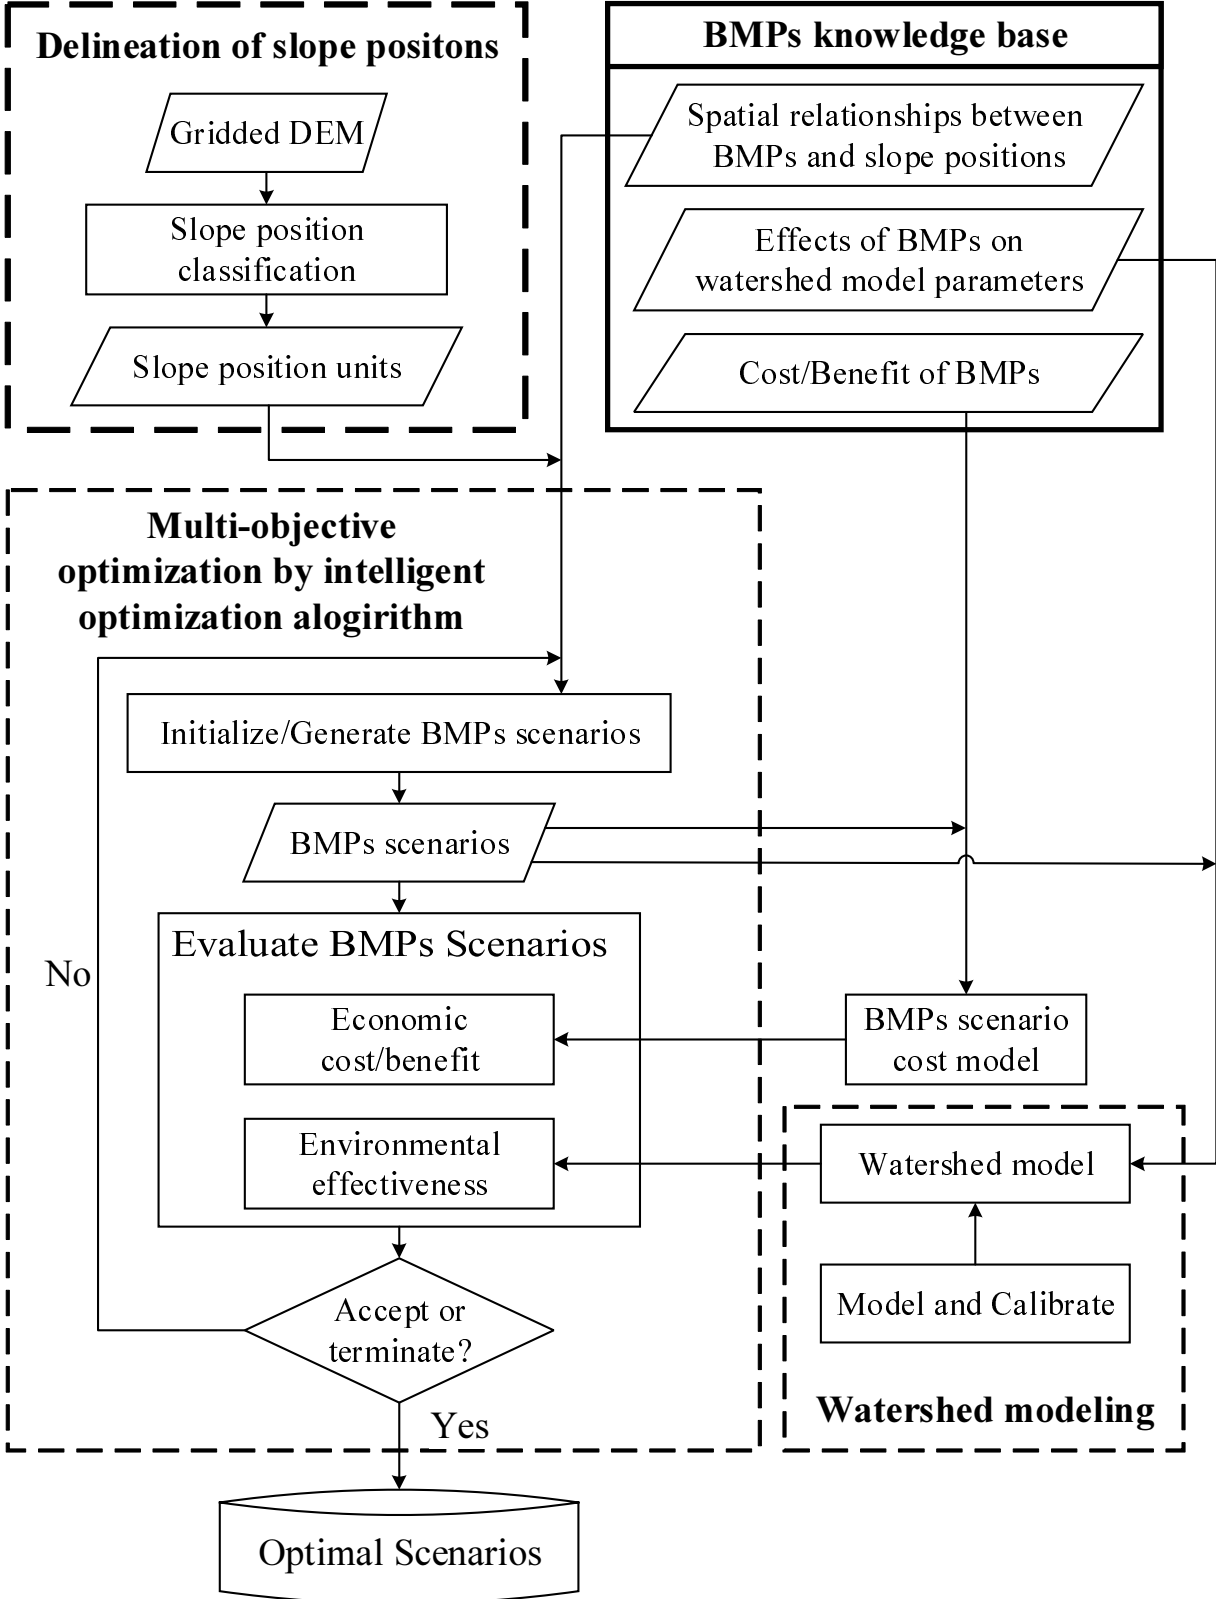 Delineation of slope positons
Gridded DEM
Slope position
classification
Slope position units
BMPs knowledge base
Spatial relationships between
BMPs and slope positions
Effects of BMPs on
watershed model parameters
Cost/Benefit of BMPs
Multi-objective
optimization by intelligent
optimization alogirithm
Initialize/Generate BMPs scenarios
BMPs scenarios
Evaluate BMPs Scenarios
No
Economic
cost/benefit
BMPs scenario
cost model
Environmental
effectiveness
Watershed model
Model and Calibrate
Watershed modeling
Accept or
terminate?
Yes
Optimal Scenarios